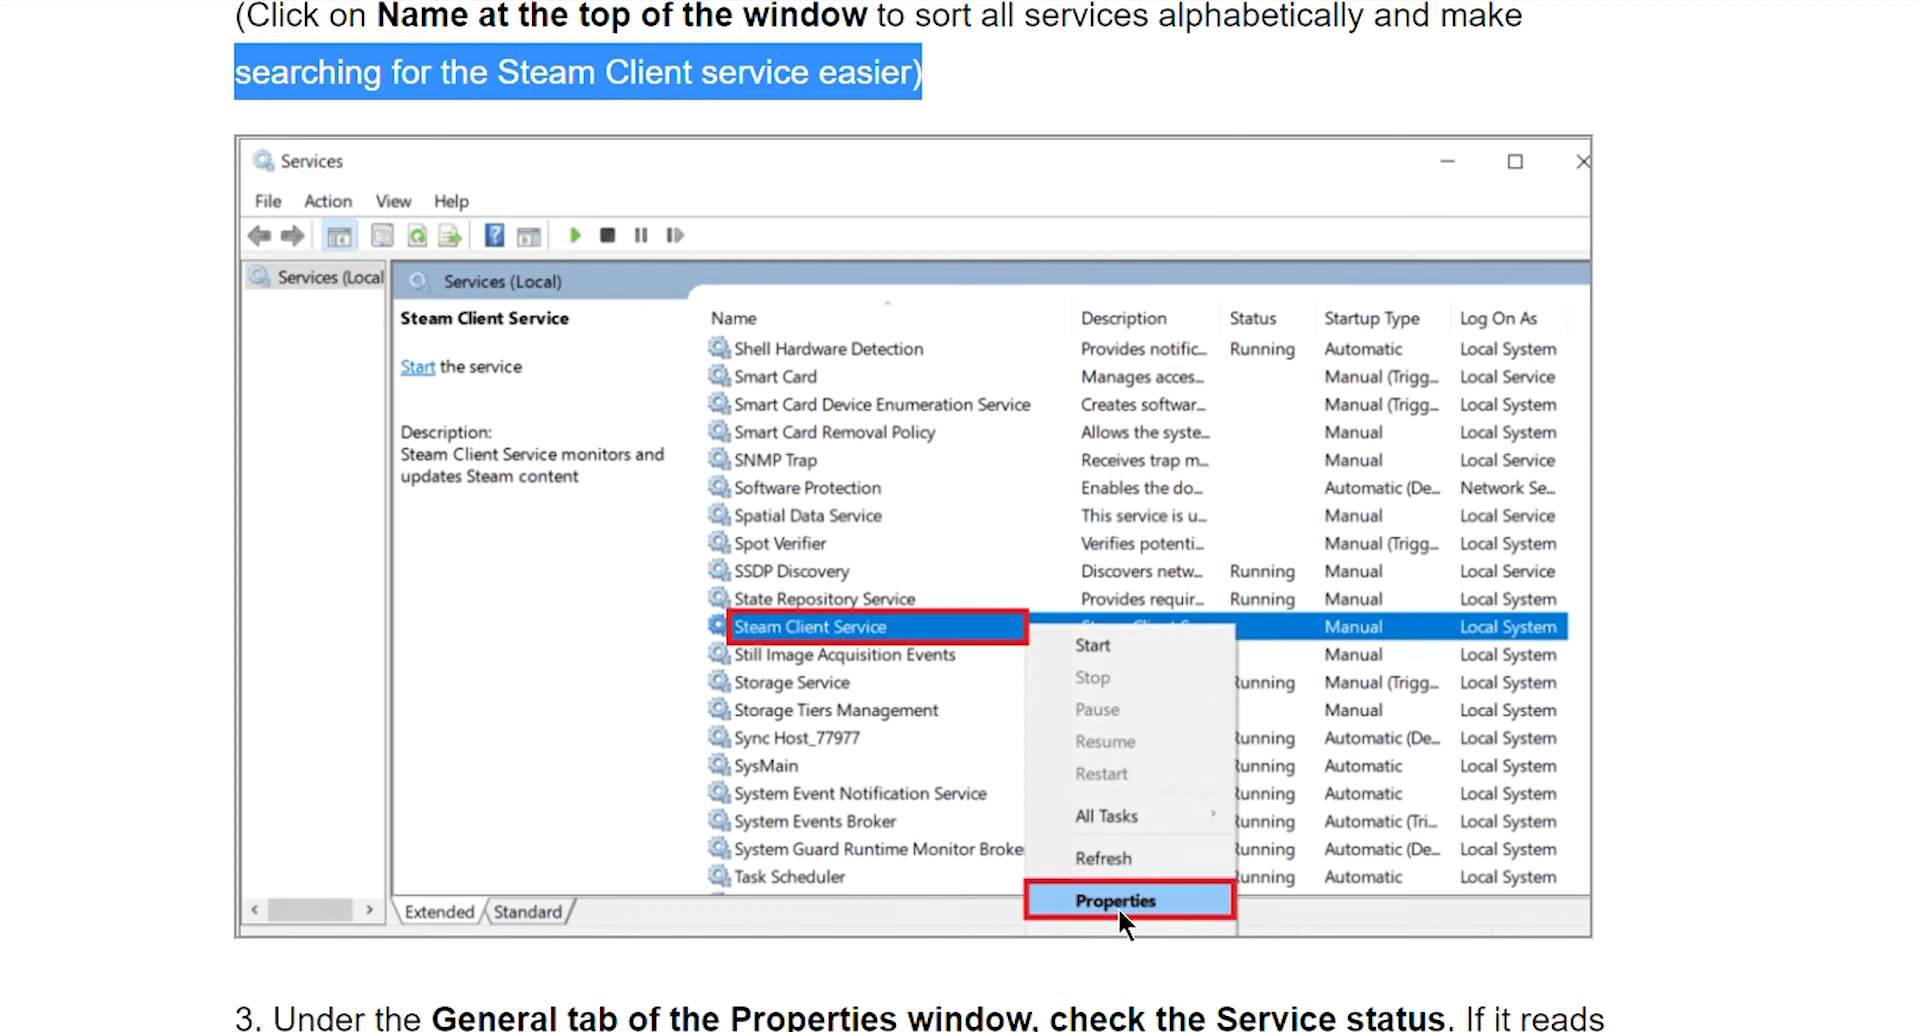 (Click on Name at the top of the window to sort all services alphabetically and make
searching for the Steam Client service easier)
Services
File Action View Help
Services (Local
Services (Local)
Steam Client Service
Start the service
Description:
Steam Client Service monitors and
updates Steam content
Name Description Status Startup Type Log On As
Shell Hardware Detection Provides notific... Running Automatic Local System
Smart Card Manages acces... Manual (Trigg... Local Service
Smart Card Device Enumeration Service Creates softwar... Manual (Trigg... Local System
Smart Card Removal Policy Allows the syste... Manual Local System
SNMP Trap Receives trap m... Manual Local Service
Software Protection Enables the do... Automatic (De... Network Se...
Spatial Data Service This service is u... Manual Local Service
Spot Verifier Verifies potenti... Manual (Trigg... Local System
SSDP Discovery Discovers netw... Running Manual Local Service
State Repository Service Provides requir... Running Manual Local System
Steam Client Service Manual Local System
Still Image Acquisition Events Manual Local System
Storage Service Running Manual (Trigg... Local System
Storage Tiers Management Manual Local System
Sync Host_77977 Running Automatic (De... Local System
SysMain Running Automatic Local System
System Event Notification Service Running Automatic Local System
System Events Broker Running Automatic (Tri... Local System
System Guard Runtime Monitor Broke Running Automatic (De... Local System
Task Scheduler Running Automatic Local System
Start
Stop
Pause
Resume
Restart
All Tasks
Refresh
Properties
Extended Standard
3. Under the General tab of the Properties window, check the Service status. If it reads